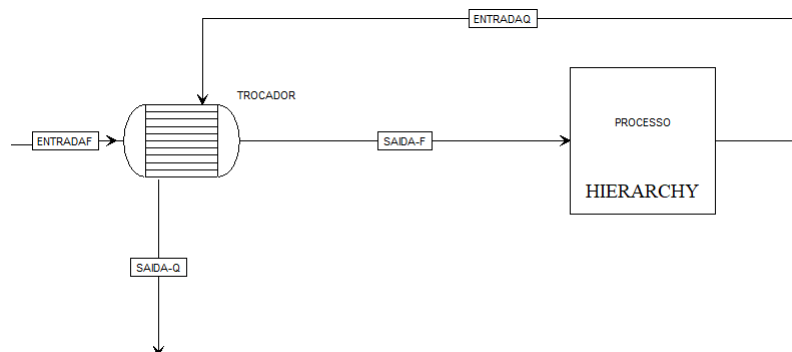 ENTRADAQ
TROCADOR
ENTRADAF
SAIDA-F
PROCESSO
HIERARCHY
SAIDA-Q